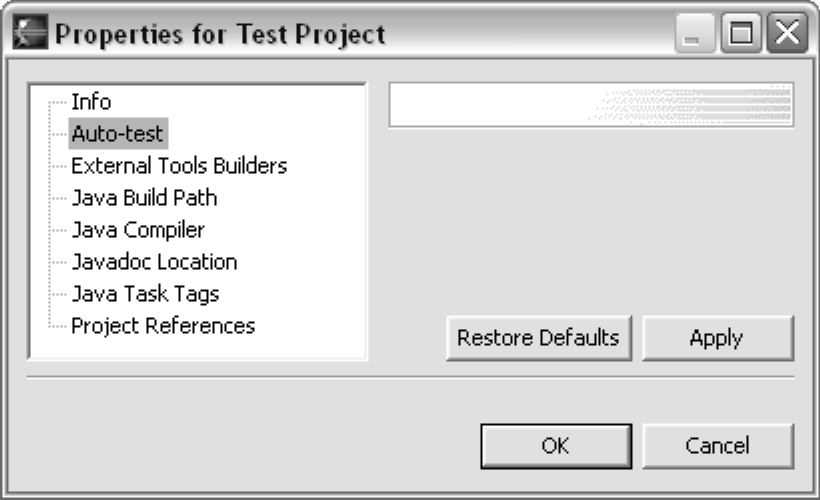 Properties for Test Project
Info
Auto-test
External Tools Builders
Java Build Path
Java Compiler
Javadoc Location
Java Task Tags
Project References
Restore Defaults
Apply
OK
Cancel